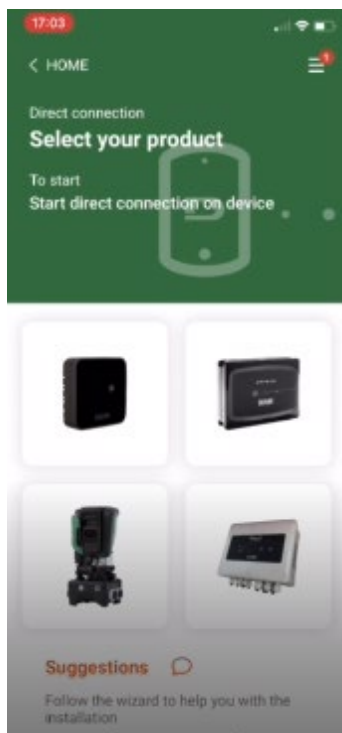 17:03
HOME
1
Direct connection
Select your product
To start
Start direct connection on device
Suggestions
Follow the wizard to help you with the
installation